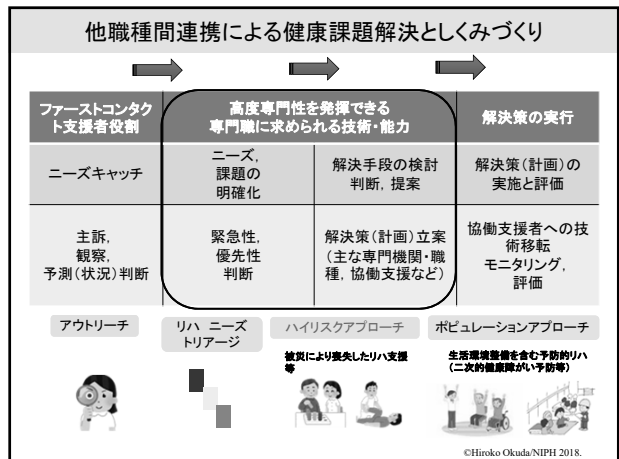 他職種間連携による健康課題解決としくみづくり
ファーストコンタク
ト支援者役割
高度専門性を発揮できる
専門職に求められる技術・能力
解決策の実行
ニーズキャッチ
ニーズ,
課題の
明確化
解決手段の検討
判断, 提案
解決策(計画)の
実施と評価
主訴,
観察,
予測(状況)判断
緊急性,
優先性
判断
解決策(計画)立案
(主な専門機関・職
種, 協働支援など)
協働支援者への技
術移転
モニタリング,
評価
アウトリーチ
リハ ニーズ
トリアージ
ハイリスクアプローチ
ポピュレーションアプローチ
被災により喪失したリハ支援
等
生活環境整備を含む予防的リハ
(二次的健康障がい予防等)
©Hiroko Okuda/NIPH 2018.